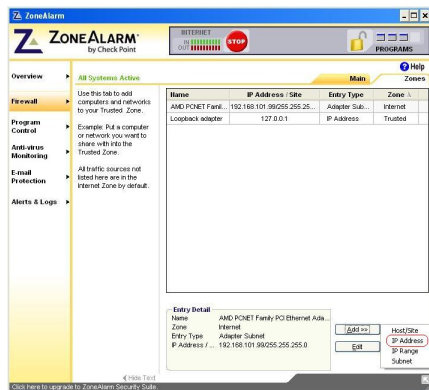 ZoneAlarm
ZONEALARM
by Check Point
INTERNET
IN
OUT
STOP
PROGRAMS
Help
Overview
All Systems Active
Main
Zones
Firewall
Program
Control
Anti-virus
Monitoring
E-mail
Protection
Alerts & Logs
Use this tab to add
computers and networks
to your Trusted Zone.
Example: Put a computer
or network you want to
share with into the
Trusted Zone.
All traffic sources not
listed here are in the
Internet Zone by default.
Name IP Address / Site Entry Type Zone
AMD PCNET Famil... 192.168.101.99/255.255.25... Adapter Sub... Internet
Loopback adapter 127.0.0.1 IP Address Trusted
Entry Detail
Name AMD PCNET Family PCI Ethernet Ada...
Zone Internet
Entry Type Adapter Subnet
IP Address / ... 192.168.101.99/255.255.255.0
Add >>
Edit
Host/Site
IP Address
IP Range
Subnet
Hide Text
Click here to upgrade to ZoneAlarm Security Suite.